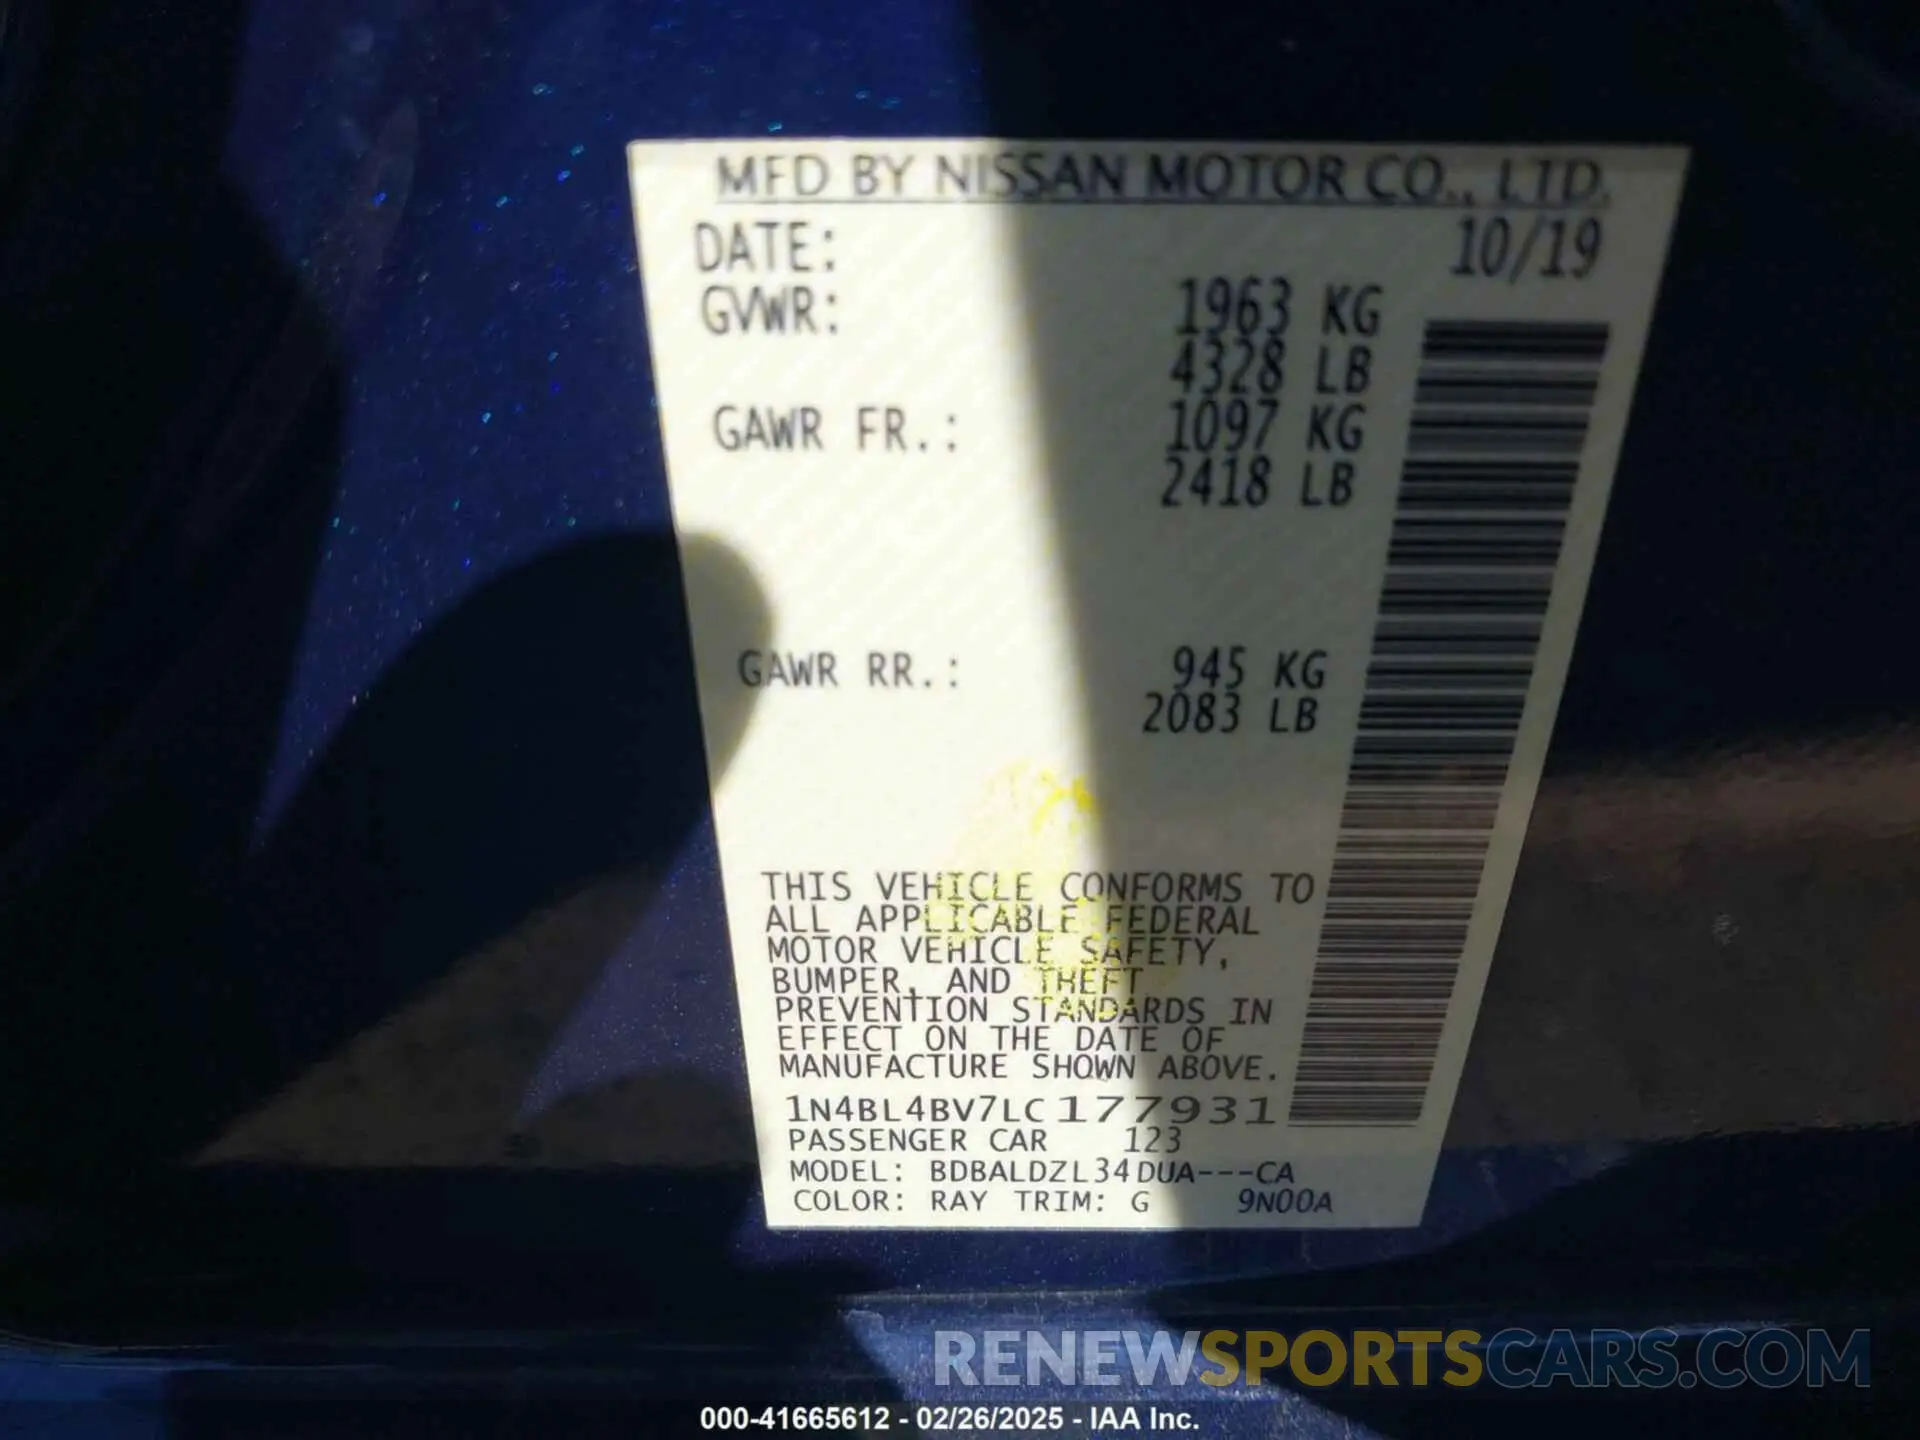 MFD BY NISSAN MOTOR CO., LTD.
DATE: 10/19
GVWR: 1963 KG
4328 LB
GAWR FR.: 1097 KG
2418 LB
GAWR RR.: 945 KG
2083 LB
THIS VEHICLE CONFORMS TO
ALL APPLICABLE FEDERAL
MOTOR VEHICLE SAFETY,
BUMPER, AND THEFT
PREVENTION STANDARDS IN
EFFECT ON THE DATE OF
MANUFACTURE SHOWN ABOVE.
1N4BL4BV7LC177931
PASSENGER CAR 123
MODEL: BDBALDZL34DUA---CA
COLOR: RAY TRIM: G 9N00A
RENEWSPORTSCARS.COM
000-41665612 - 02/26/2025 - IAA Inc.